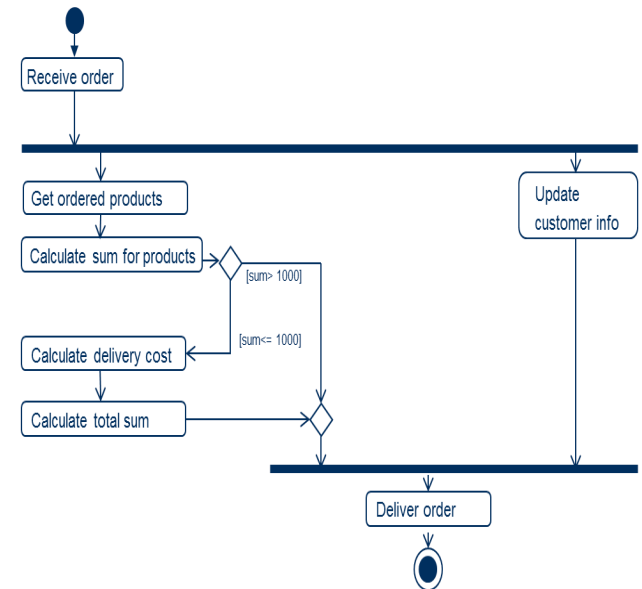 Receive order
Get ordered products
Update
customer info
Calculate sum for products
[sum> 1000]
[sum<= 1000]
Calculate delivery cost
Calculate total sum
Deliver order